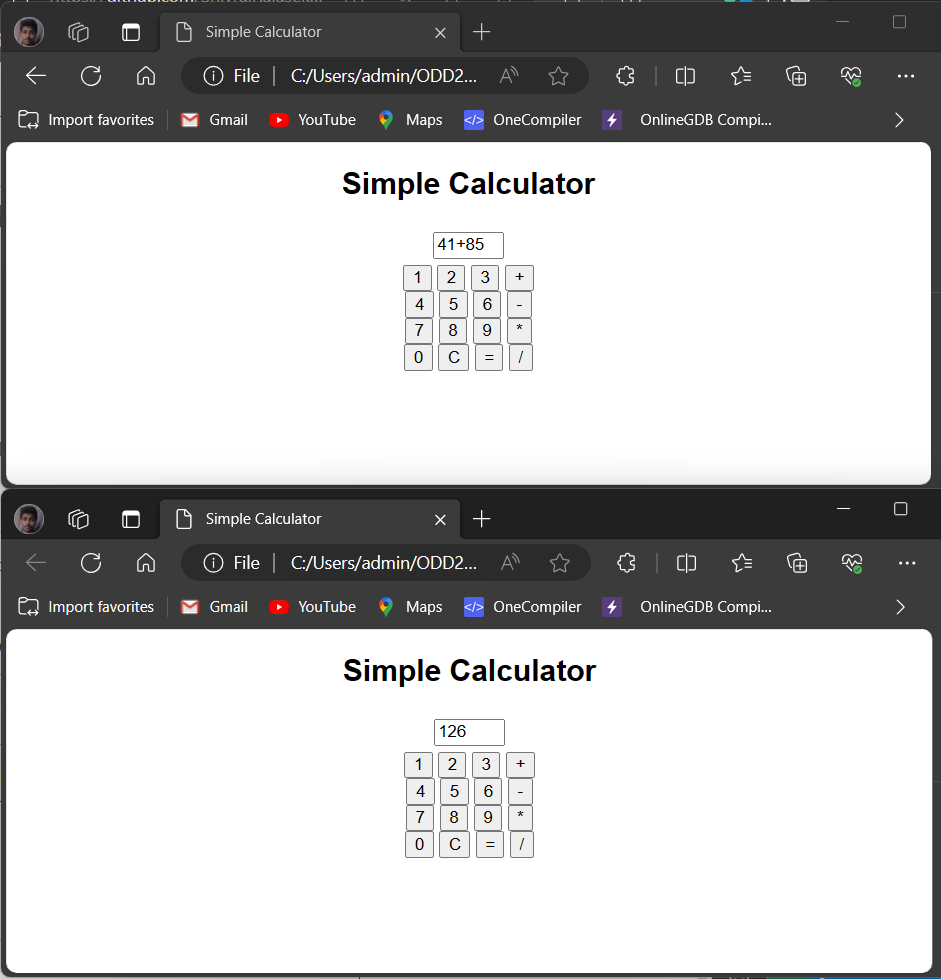 Simple Calculator
File C:/Users/admin/ODD2...
Import favorites Gmail YouTube Maps OneCompiler OnlineGDB Compi...
Simple Calculator
41+85
1 2 3 +
4 5 6 -
7 8 9 *
0 C = /
Simple Calculator
File C:/Users/admin/ODD2...
Import favorites Gmail YouTube Maps OneCompiler OnlineGDB Compi...
Simple Calculator
126
1 2 3 +
4 5 6 -
7 8 9 *
0 C = /